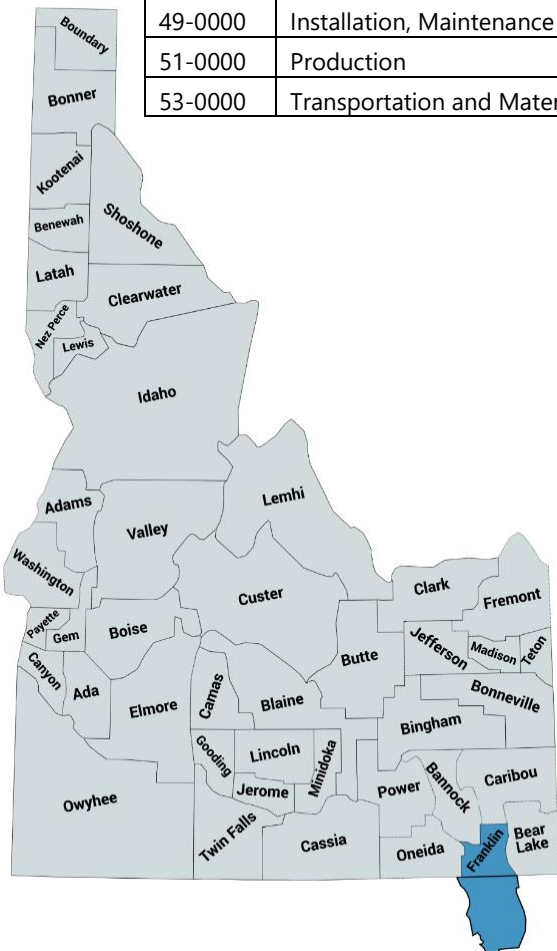 49-0000 Installation, Maintenance
51-0000 Production
53-0000 Transportation and Mater
Boundary
Bonner
Kootenai
Benewah
Shoshone
Latah
Clearwater
Nez Perce
Lewis
Idaho
Lemhi
Adams
Valley
Washington
Custer
Clark
Fremont
Payette
Gem
Boise
Butte
Jefferson
Madison
Teton
Canyon
Ada
Elmore
Camas
Blaine
Bonneville
Bingham
Gooding
Lincoln
Minidoka
Jerome
Power
Bannock
Caribou
Owyhee
Twin Falls
Cassia
Oneida
Franklin
Bear
Lake